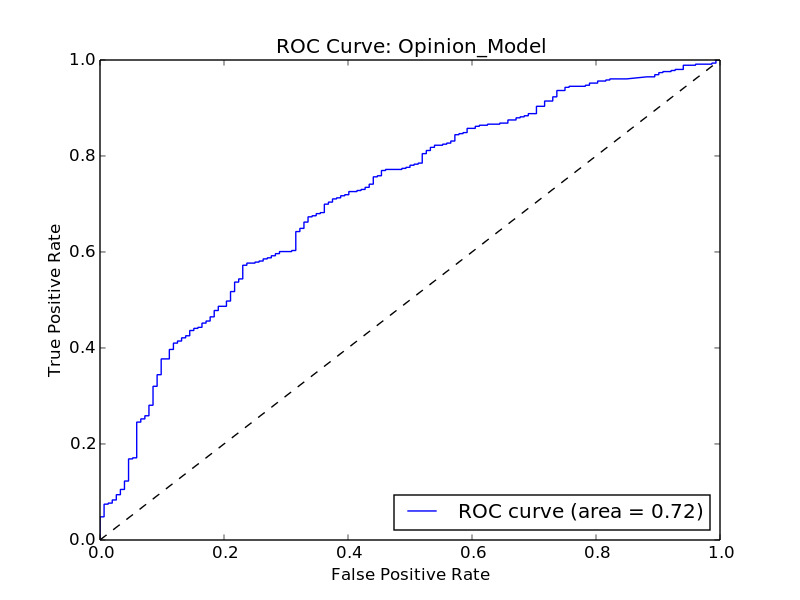 ROC Curve: Opinion_Model
1.0
0.8
0.6
0.4
0.2
0.0
True Positive Rate
ROC curve (area = 0.72)
0.0 0.2 0.4 0.6 0.8 1.0
False Positive Rate